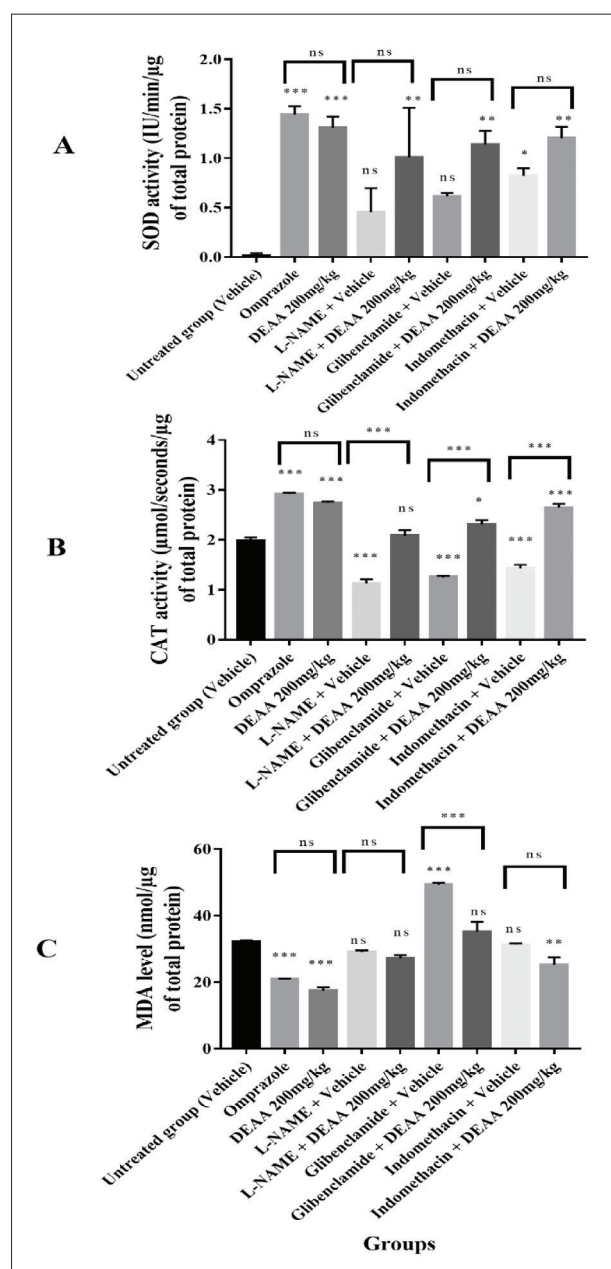 A
SOD activity (IU/min/µg
of total protein)
2.0
1.5
1.0
0.5
0.0
ns
ns
ns
ns
***
***
ns
**
ns
**
*
**
Untreated group (Vehicle)
Omprazole
DEAA 200mg/kg
L-NAME + Vehicle
L-NAME + DEAA 200mg/kg
Glibenclamide + Vehicle
Glibenclamide + DEAA 200mg/kg
Indomethacin + Vehicle
Indomethacin + DEAA 200mg/kg
B
CAT activity (µmol/seconds/µg
of total protein)
4
3
2
1
0
ns
***
***
***
***
***
***
ns
***
*
***
***
Untreated group (Vehicle)
Omprazole
DEAA 200mg/kg
L-NAME + Vehicle
L-NAME + DEAA 200mg/kg
Glibenclamide + Vehicle
Glibenclamide + DEAA 200mg/kg
Indomethacin + Vehicle
Indomethacin + DEAA 200mg/kg
C
MDA level (nmol/µg
of total protein)
60
40
20
0
ns
ns
***
ns
***
***
ns
ns
***
ns
ns
**
Untreated group (Vehicle)
Omprazole
DEAA 200mg/kg
L-NAME + Vehicle
L-NAME + DEAA 200mg/kg
Glibenclamide + Vehicle
Glibenclamide + DEAA 200mg/kg
Indomethacin + Vehicle
Indomethacin + DEAA 200mg/kg
Groups